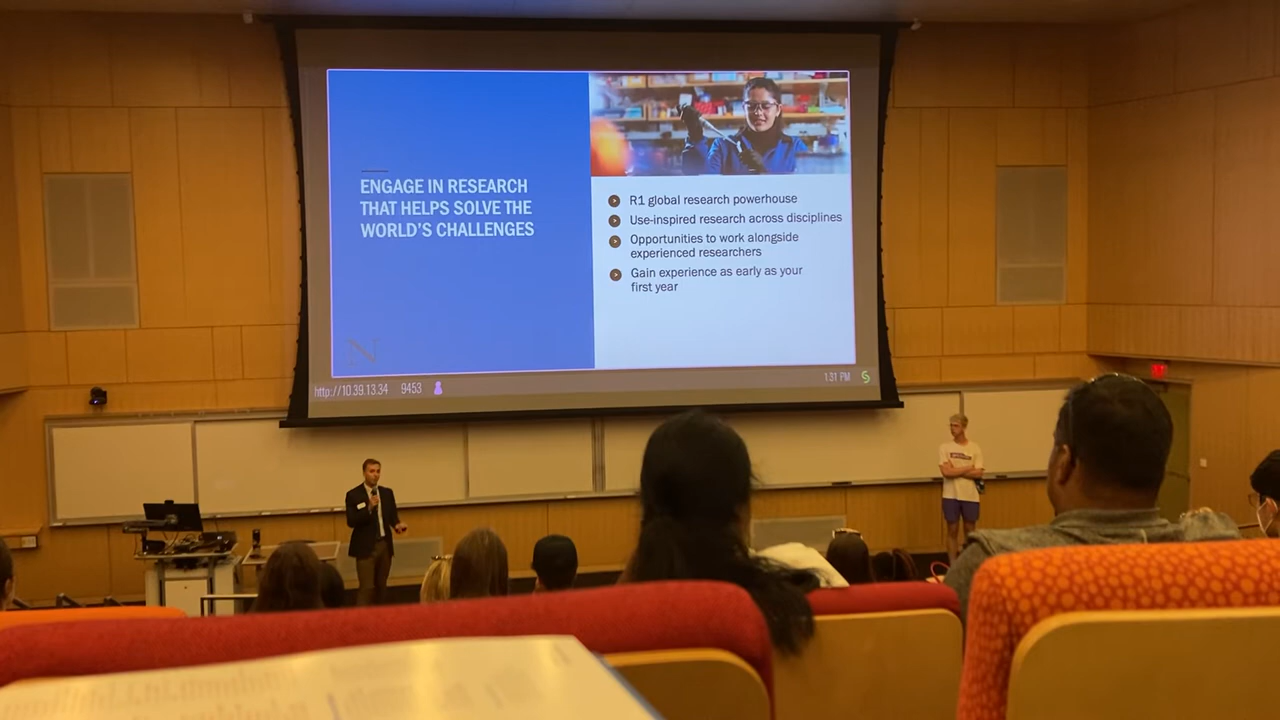 ENGAGE IN RESEARCH
THAT HELPS SOLVE THE
WORLD'S CHALLENGES
R1 global research powerhouse
Use-inspired research across disciplines
Opportunities to work alongside
experienced researchers
Gain experience as early as your
first year
N
http://10.39.13.34 9453
1:31 PM